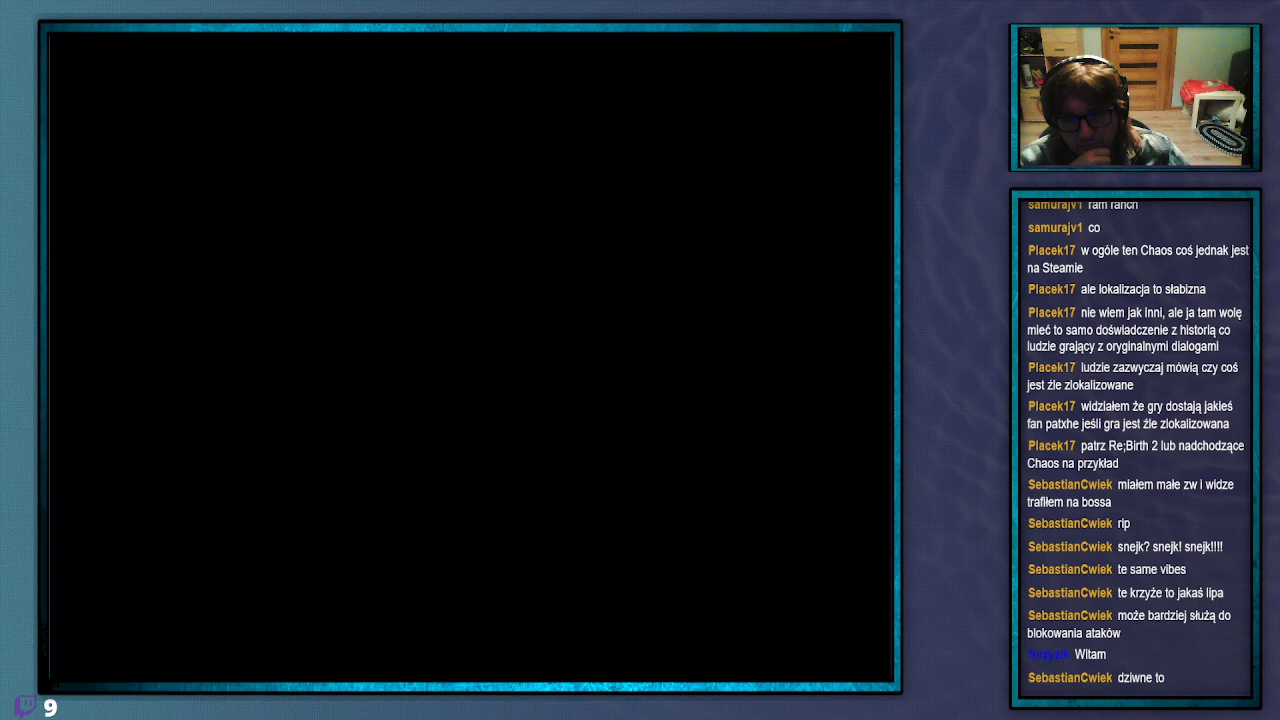 samurajv1 ram ranch
samurajv1 co
Placek17 w ogóle ten Chaos coś jednak jest
na Steamie
Placek17 ale lokalizacja to słabizna
Placek17 nie wiem jak inni, ale ja tam wolę
mieć to samo doświadczenie z historią co
ludzie grający z oryginalnymi dialogami
Placek17 ludzie zazwyczaj mówią czy coś
jest źle zlokalizowane
Placek17 widziałem że gry dostają jakieś
fan patxhe jeśli gra jest źle zlokalizowana
Placek17 patrz Re;Birth 2 lub nadchodzące
Chaos na przykład
SebastianCwiek miałem małe zw i widze
trafiłem na bossa
SebastianCwiek rip
SebastianCwiek snejk? snejk! snejk!!!!
SebastianCwiek te same vibes
SebastianCwiek te krzyże to jakaś lipa
SebastianCwiek może bardziej służą do
blokowania ataków
Witam
SebastianCwiek dziwne to
9